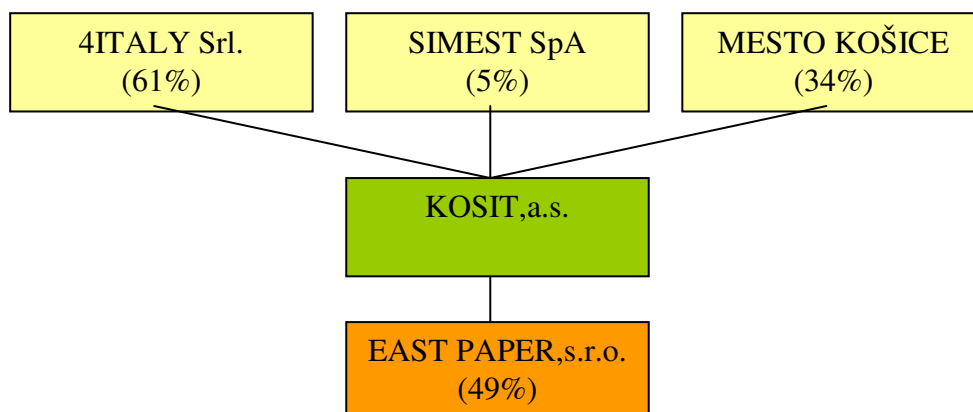 4ITALY Srl.
(61%)
SIMEST SpA
(5%)
MESTO KOŠICE
(34%)
KOSIT,a.s.
EAST PAPER,s.r.o.
(49%)